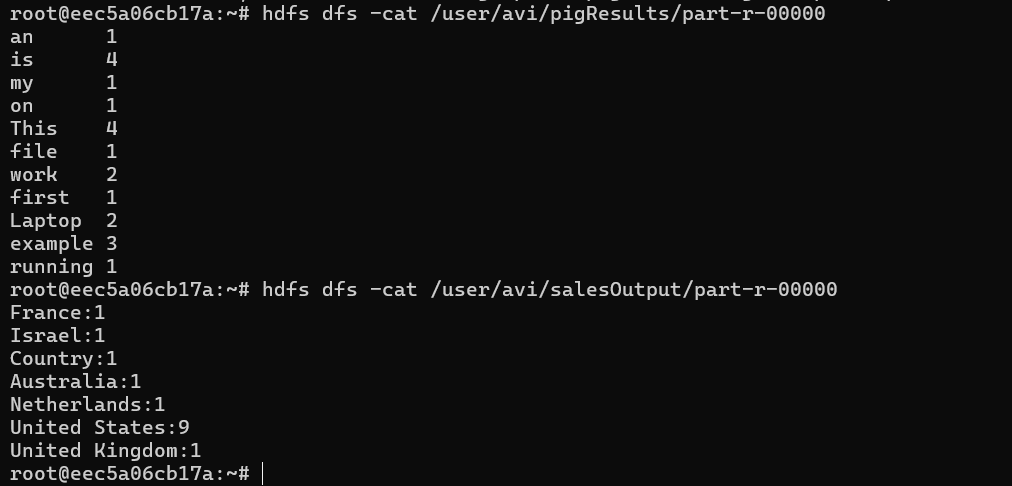 root@eec5a06cb17a:~# hdfs dfs -cat /user/avi/pigResults/part-r-00000
an      1
is      4
my      1
on      1
This    4
file    1
work    2
first   1
Laptop  2
example 3
running 1
root@eec5a06cb17a:~# hdfs dfs -cat /user/avi/salesOutput/part-r-00000
France:1
Israel:1
Country:1
Australia:1
Netherlands:1
United States:9
United Kingdom:1
root@eec5a06cb17a:~#